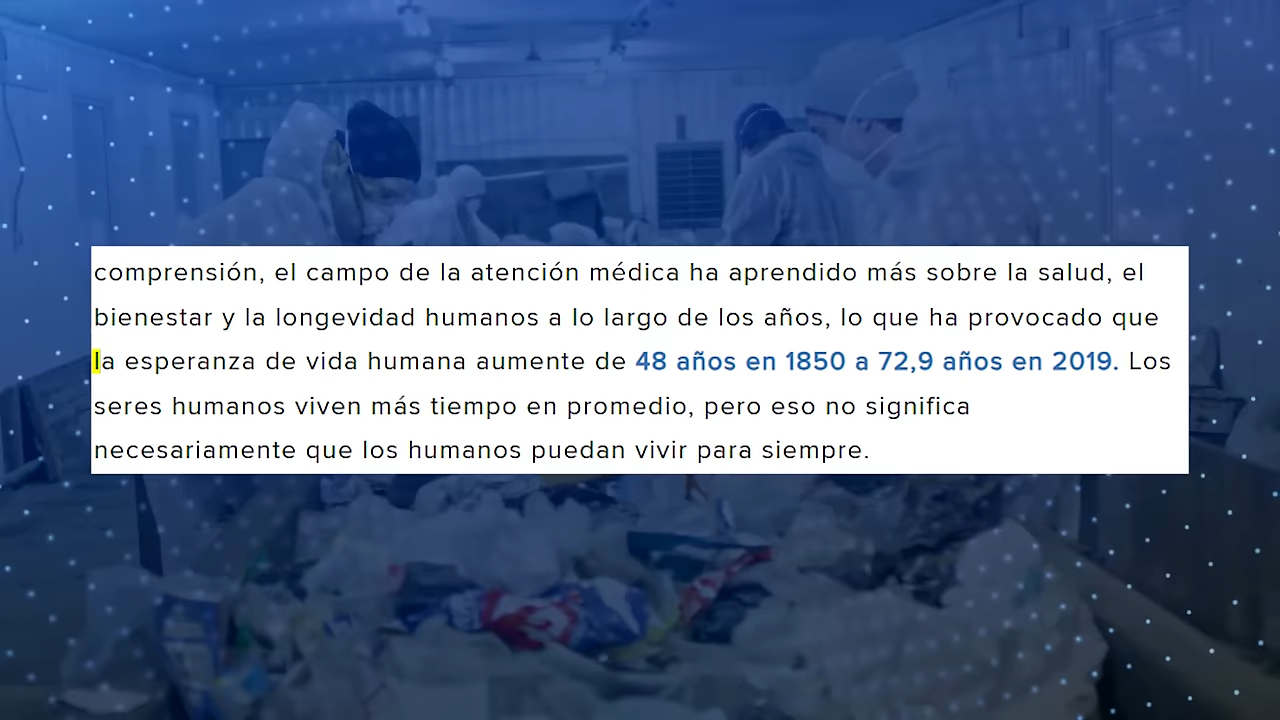 comprensión, el campo de la atención médica ha aprendido más sobre la salud, el
bienestar y la longevidad humanos a lo largo de los años, lo que ha provocado que
la esperanza de vida humana aumente de 48 años en 1850 a 72,9 años en 2019. Los
seres humanos viven más tiempo en promedio, pero eso no significa
necesariamente que los humanos puedan vivir para siempre.